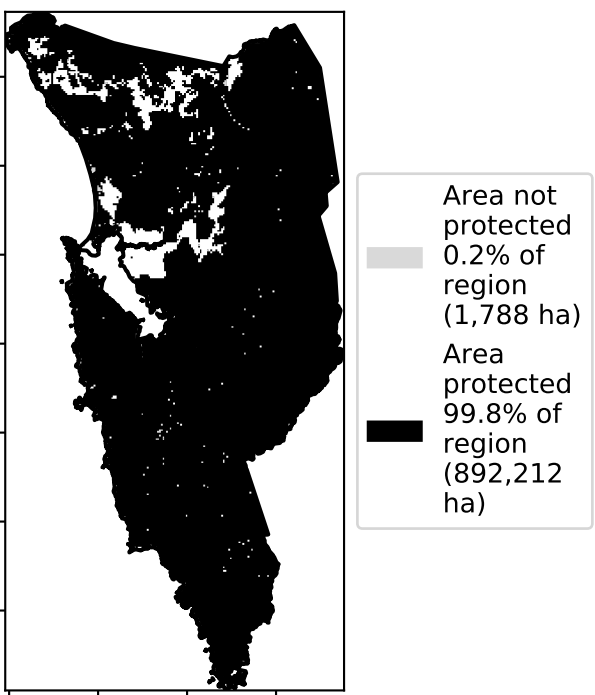 Area not
protected
0.2% of
region
(1,788 ha)
Area
protected
99.8% of
region
(892,212
ha)